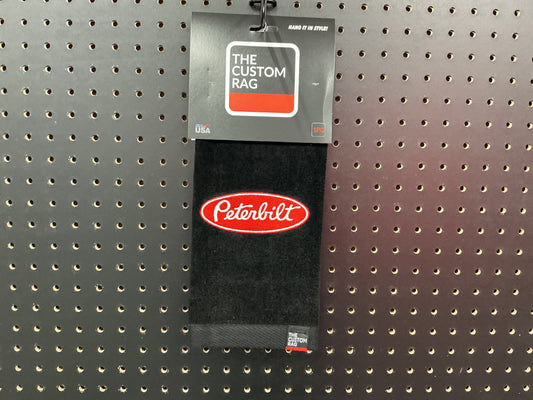 HANG IT IN STYLE!
THE
CUSTOM
RAG
USA
Peterbilt
THE
CUSTOM
RAG